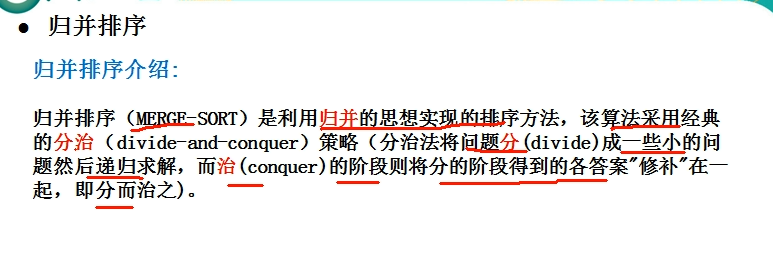 ● 归并排序
归并排序介绍:
归并排序（MERGE-SORT）是利用归并的思想实现的排序方法，该算法采用经典
的分治（divide-and-conquer）策略（分治法将问题分(divide)成一些小的问
题然后递归求解，而治(conquer)的阶段则将分的阶段得到的各答案"修补"在一
起，即分而治之)。